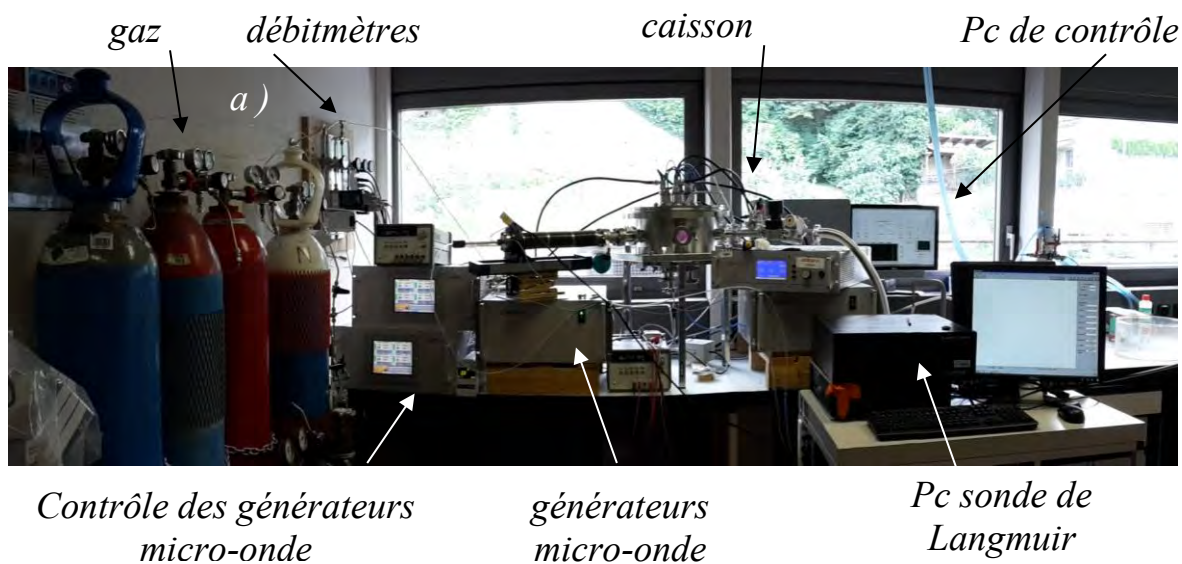 gaz
débitmètres
caisson
Pc de contrôle
a )
Contrôle des générateurs
micro-onde
générateurs
micro-onde
Pc sonde de
Langmuir